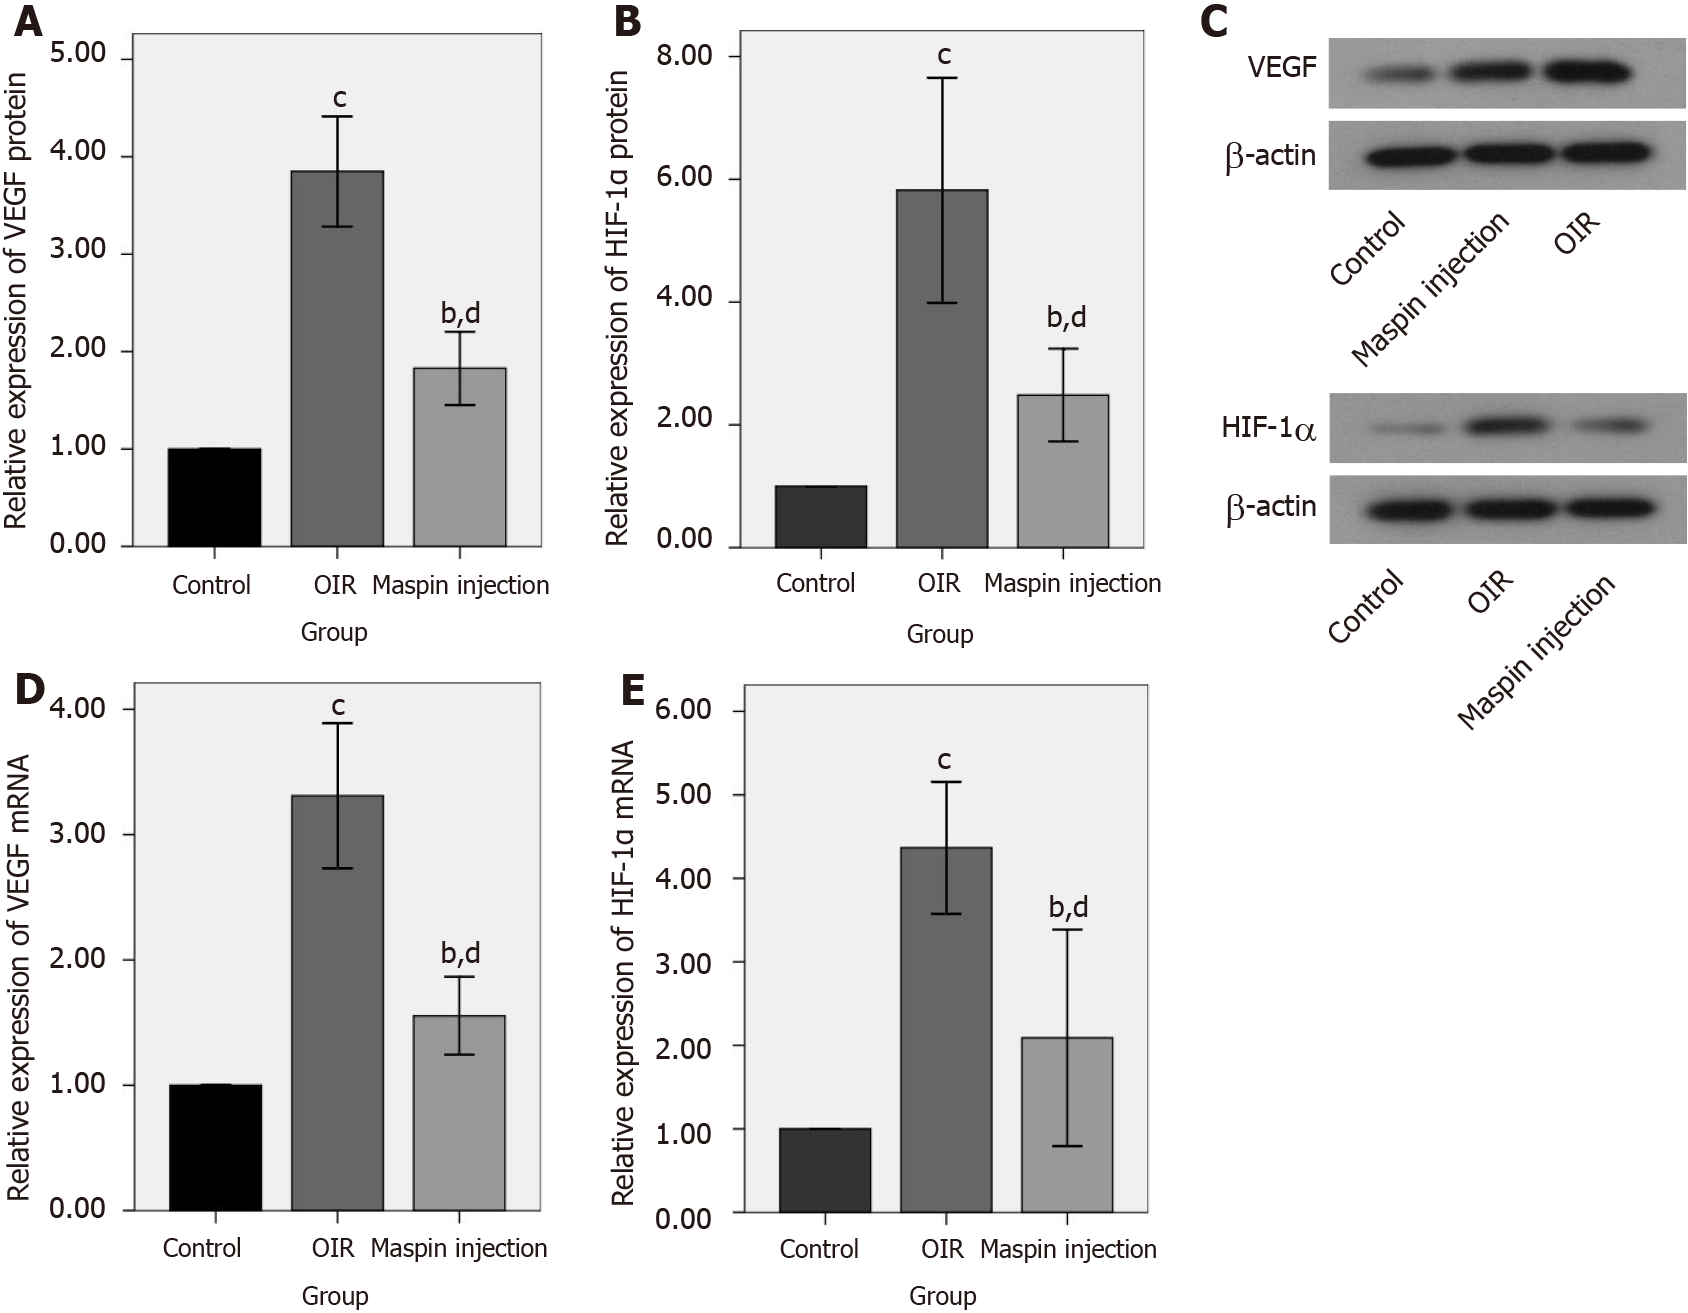 A
Relative expression of VEGF protein
5.00
4.00
3.00
2.00
1.00
0.00
c
b,d
Control OIR Maspin injection
Group
B
Relative expression of HIF-1α protein
8.00
6.00
4.00
2.00
0.00
c
b,d
Control OIR Maspin injection
Group
C
VEGF
β-actin
Control
Maspin injection
OIR
HIF-1α
β-actin
Control
OIR
Maspin injection
D
Relative expression of VEGF mRNA
4.00
3.00
2.00
1.00
0.00
c
b,d
Control OIR Maspin injection
Group
E
Relative expression of HIF-1α mRNA
6.00
5.00
4.00
3.00
2.00
1.00
0.00
c
b,d
Control OIR Maspin injection
Group